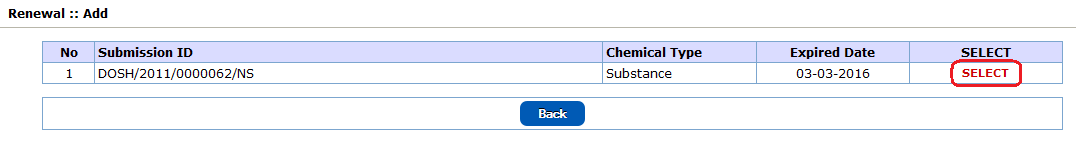 Renewal :: Add
No Submission ID Chemical Type Expired Date SELECT
1 DOSH/2011/0000062/NS Substance 03-03-2016 SELECT
Back